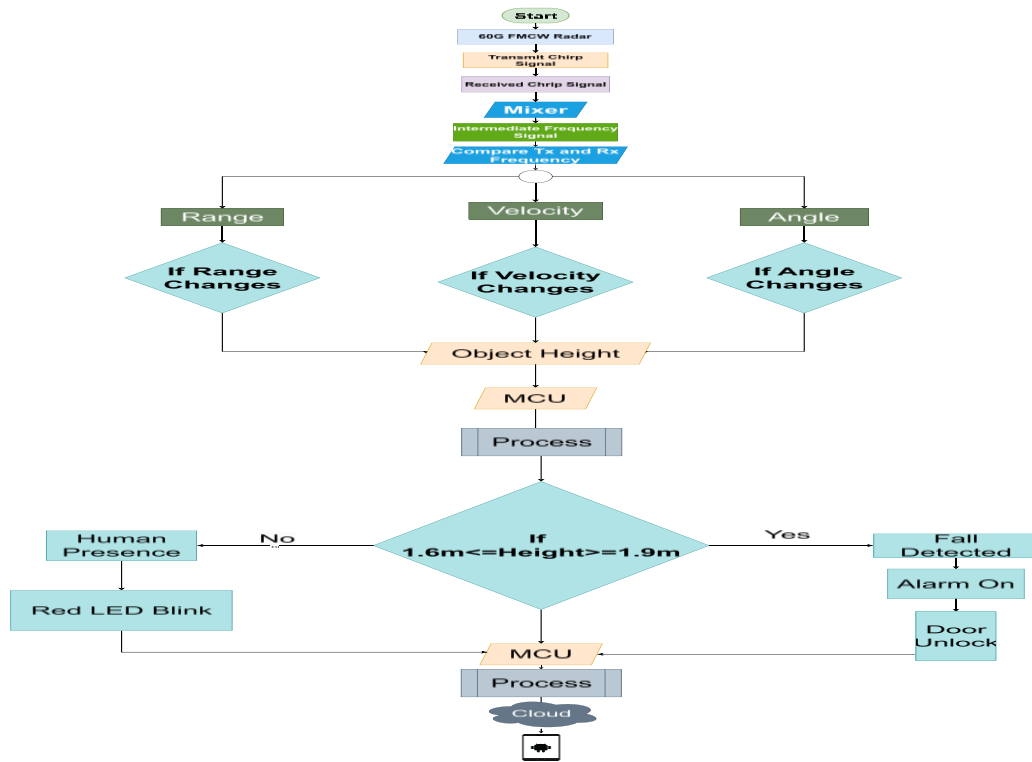 Start
60G FMCW Radar
Transmit Chirp
Signal
Received Chrip Signal
Mixer
Intermediate Frequency
Signal
Compare Tx and Rx
Frequency
Range
Velocity
Angle
If Range
Changes
If Velocity
Changes
If Angle
Changes
Object Height
MCU
Process
If
1.6m<=Height>=1.9m
No
Yes
Human
Presence
Fall
Detected
Red LED Blink
Alarm On
Door
Unlock
MCU
Process
Cloud